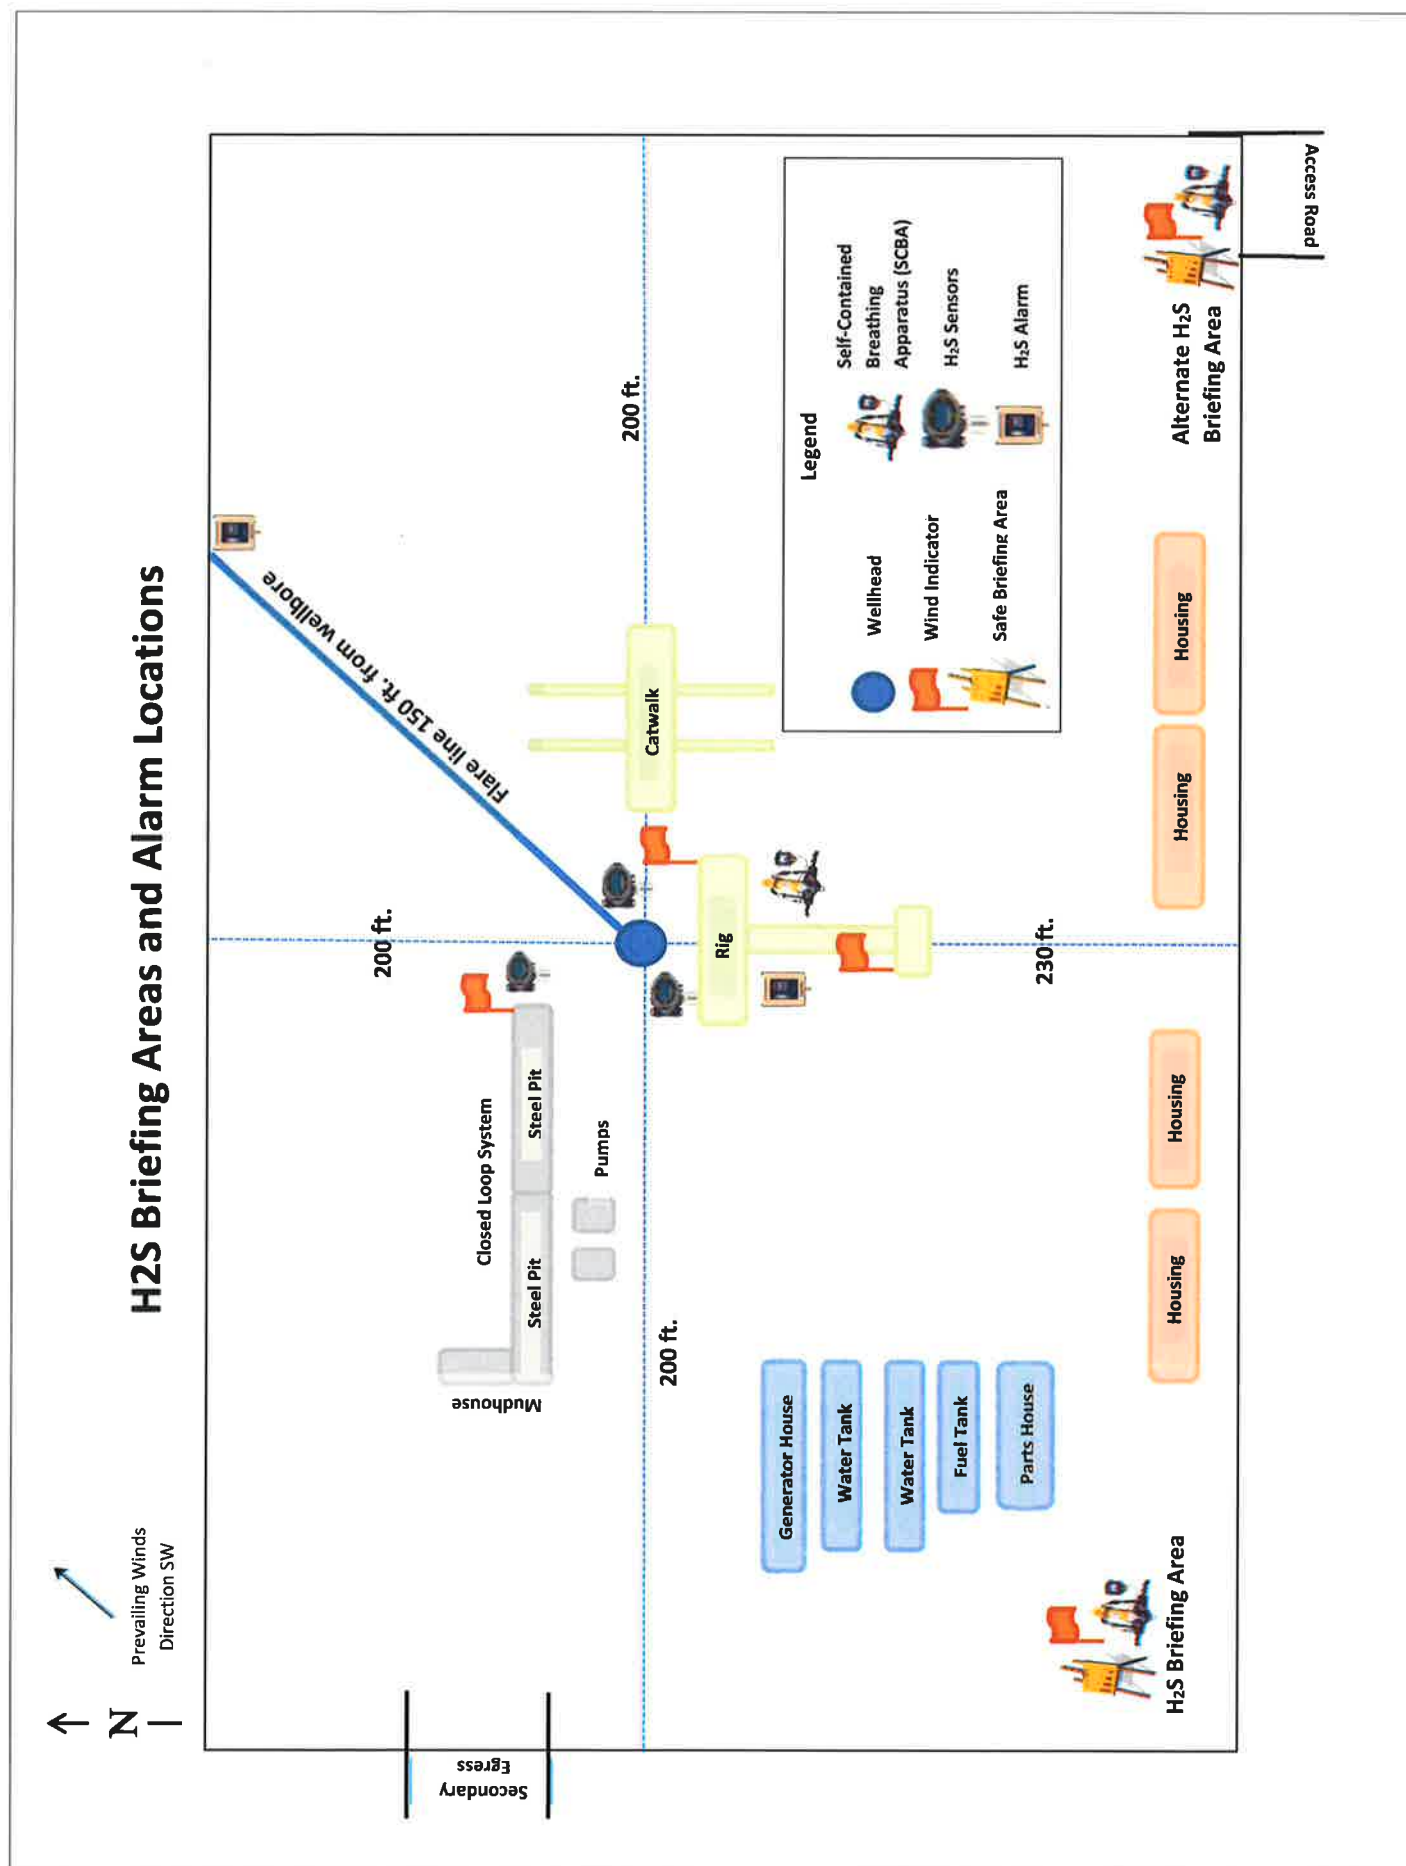 H2S Briefing Areas and Alarm Locations
N
Prevailing Winds
Direction SW
Secondary
Egress
200 ft.
Flare line 150 ft. from wellbore
Closed Loop System
Mudhouse
Steel Pit
Steel Pit
Pumps
200 ft.
200 ft.
Catwalk
Rig
Generator House
Water Tank
Water Tank
Fuel Tank
Parts House
230 ft.
Legend
Wellhead
Wind Indicator
Safe Briefing Area
Self-Contained
Breathing
Apparatus (SCBA)
H₂S Sensors
H₂S Alarm
H₂S Briefing Area
Housing
Housing
Housing
Housing
Alternate H₂S
Briefing Area
Access Road